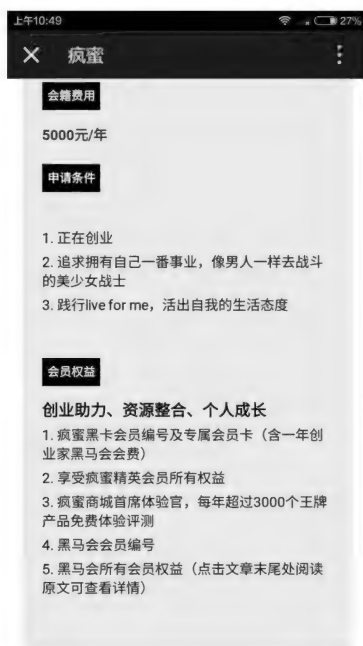 上午10:49
27%
疯蜜
会籍费用
5000元/年
申请条件
1. 正在创业
2. 追求拥有自己一番事业，像男人一样去战斗
的美少女战士
3. 践行live for me，活出自我的生活态度
会员权益
创业助力、资源整合、个人成长
1. 疯蜜黑卡会员编号及专属会员卡（含一年创
业家黑马会会费）
2. 享受疯蜜精英会员所有权益
3. 疯蜜商城首席体验官，每年超过3000个王牌
产品免费体验评测
4. 黑马会会员编号
5. 黑马会所有会员权益（点击文章末尾处阅读
原文可查看详情）